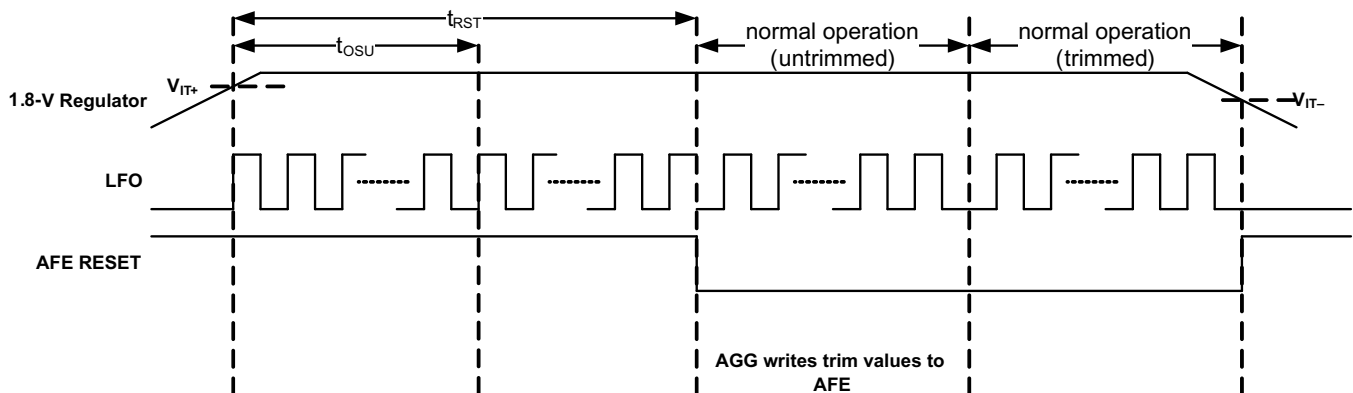 tRST
tOSU
normal operation
(untrimmed)
normal operation
(trimmed)
VIT+
1.8-V Regulator
VIT–
LFO
AFE RESET
AGG writes trim values to
AFE